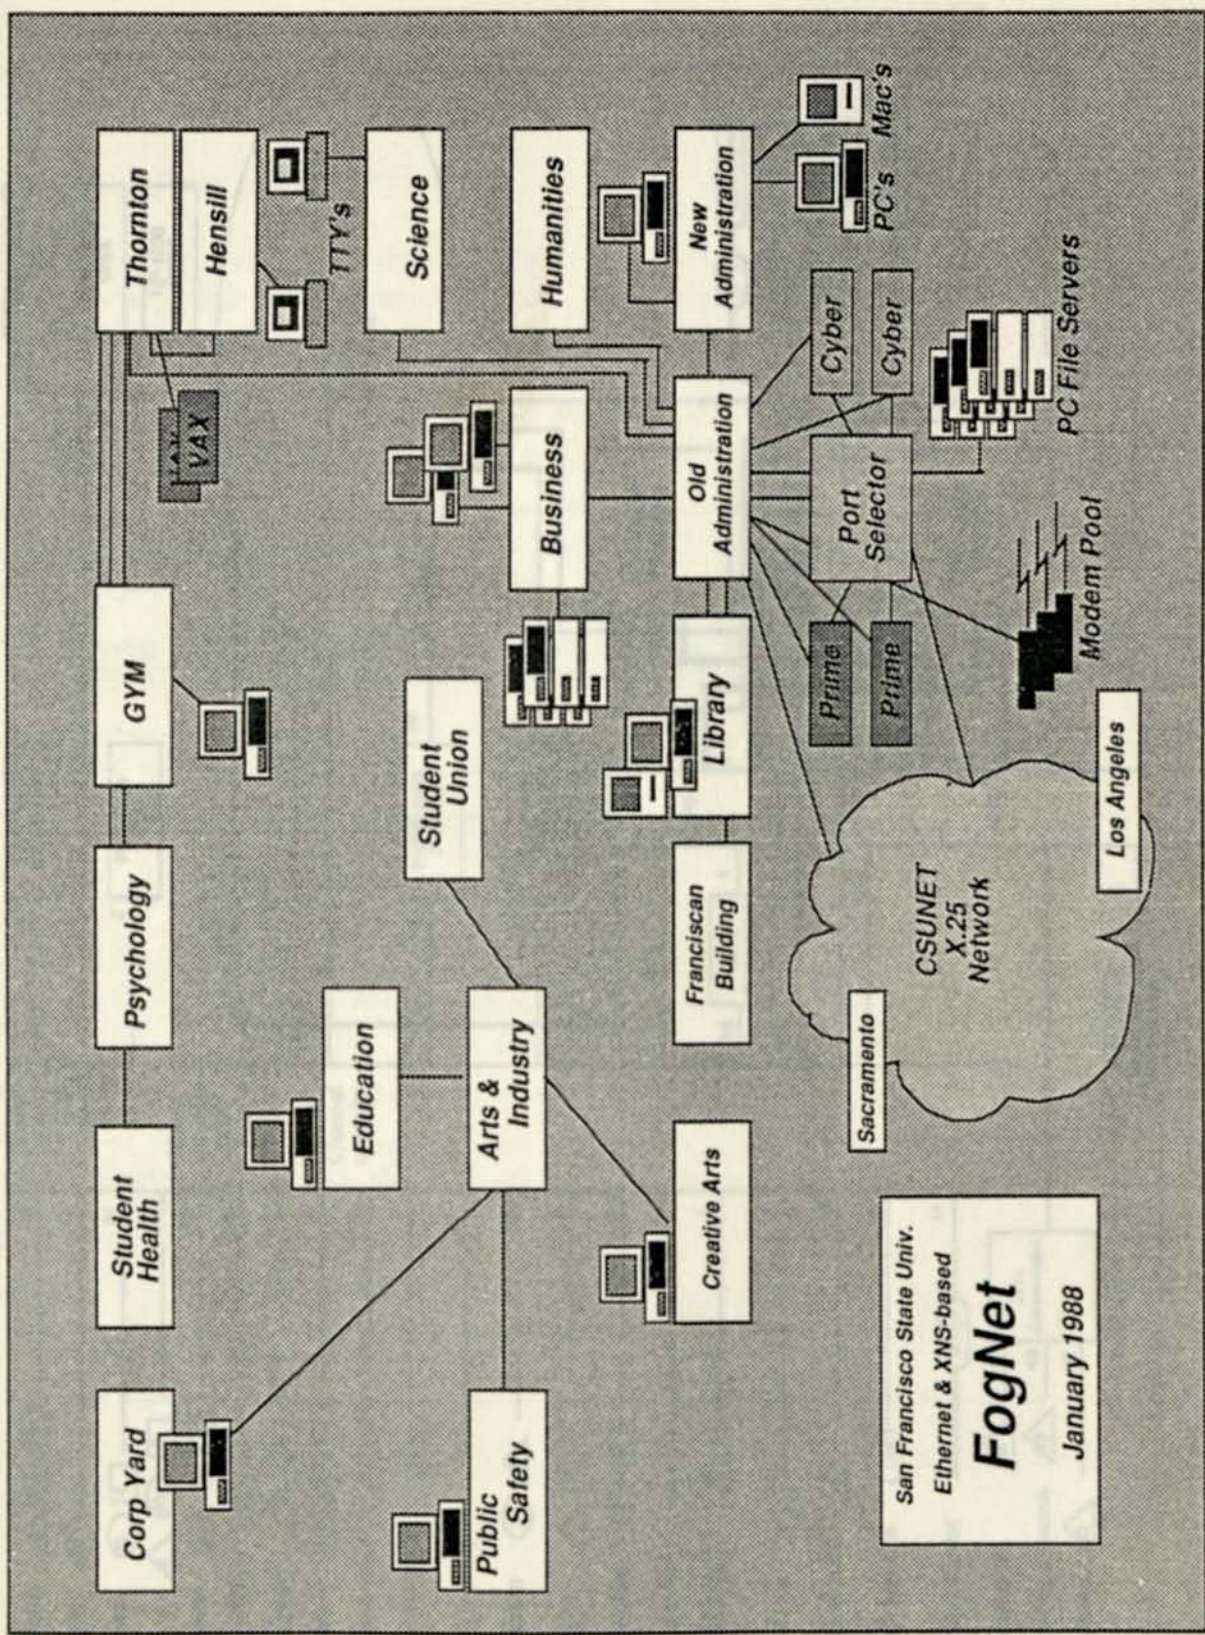 Corp Yard
Student
Health
Psychology
GYM
Thornton
Hensill
VAX
TTY's
Science
Education
Student
Union
Public
Safety
Arts &
Industry
Business
Humanities
Creative Arts
Franciscan
Building
Library
Old
Administration
New
Administration
Mac's
PC's
Prime
Prime
Port
Selector
Cyber
Cyber
PC File Servers
Modem Pool
Sacramento
CSUNET
X.25
Network
Los Angeles
San Francisco State Univ.
Ethernet & XNS-based
FogNet
January 1988